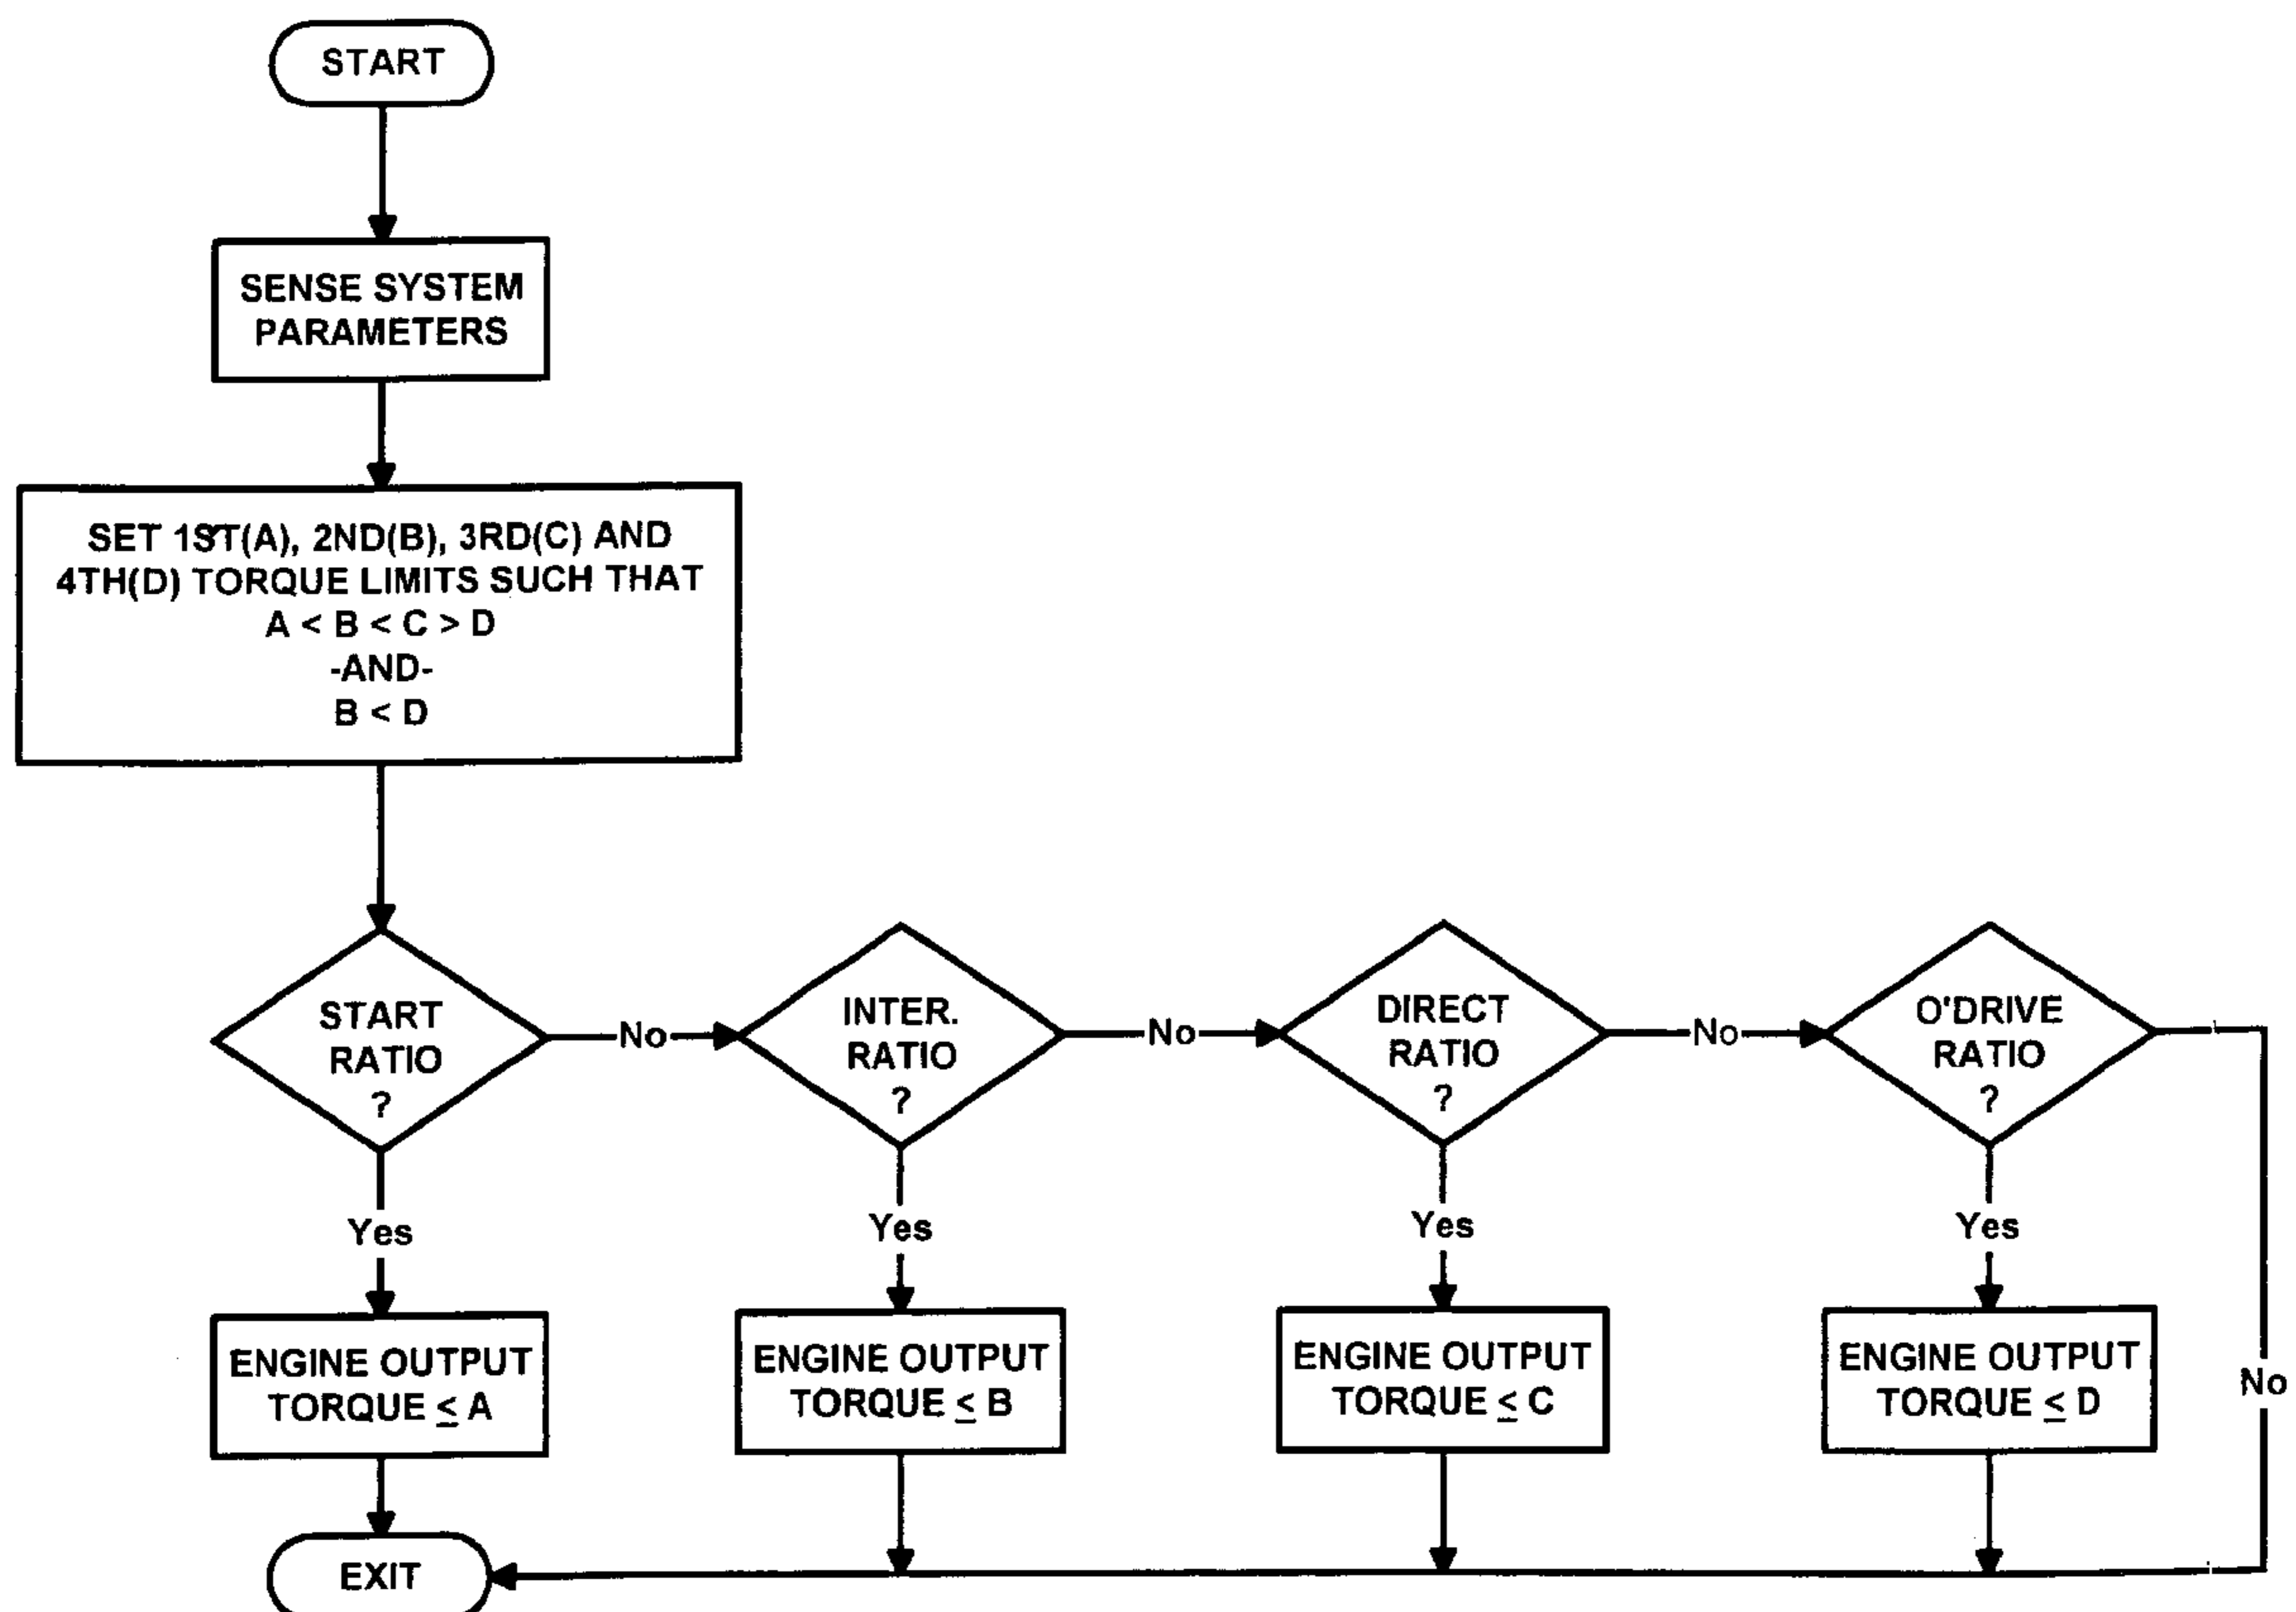 START
SENSE SYSTEM
PARAMETERS
SET 1ST(A), 2ND(B), 3RD(C) AND
4TH(D) TORQUE LIMITS SUCH THAT
A < B < C > D
-AND-
B < D
START
RATIO
?
No
INTER.
RATIO
?
No
DIRECT
RATIO
?
No
O'DRIVE
RATIO
?
Yes
Yes
Yes
Yes
No
ENGINE OUTPUT
TORQUE ≤ A
ENGINE OUTPUT
TORQUE ≤ B
ENGINE OUTPUT
TORQUE ≤ C
ENGINE OUTPUT
TORQUE ≤ D
EXIT